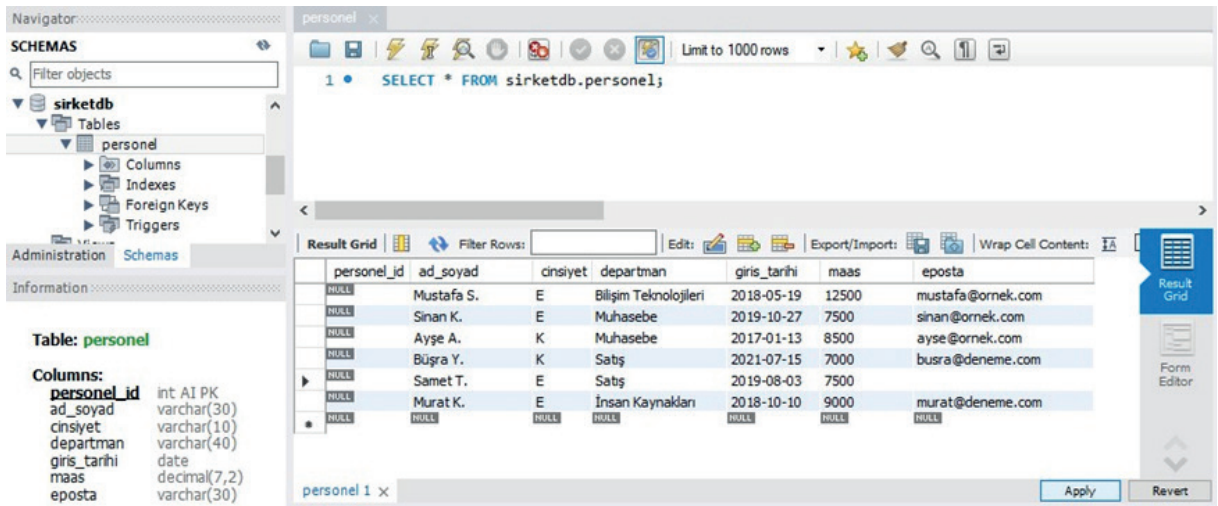 Navigator
SCHEMAS
Filter objects
sirketdb
Tables
personel
Columns
Indexes
Foreign Keys
Triggers
Views
Administration Schemas
Information
Table: personel
Columns:
personel_id int AI PK
ad_soyad varchar(30)
cinsiyet varchar(10)
departman varchar(40)
giris_tarihi date
maas decimal(7,2)
eposta varchar(30)
personel
Limit to 1000 rows
1 SELECT * FROM sirketdb.personel;
Result Grid Filter Rows: Edit: Export/Import: Wrap Cell Content: IA
personel_id ad_soyad cinsiyet departman giris_tarihi maas eposta
NULL Mustafa S. E Bilişim Teknolojileri 2018-05-19 12500 mustafa@ornek.com
NULL Sinan K. E Muhasebe 2019-10-27 7500 sinan@ornek.com
NULL Ayşe A. K Muhasebe 2017-01-13 8500 ayse@ornek.com
NULL Büşra Y. K Satış 2021-07-15 7000 busra@deneme.com
NULL Samet T. E Satış 2019-08-03 7500
NULL Murat K. E İnsan Kaynakları 2018-10-10 9000 murat@deneme.com
NULL NULL NULL NULL NULL NULL NULL
Result
Grid
Form
Editor
personel 1
Apply Revert